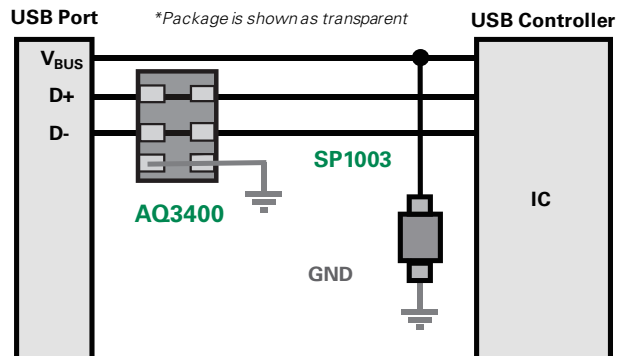 USB Port
*Package is shown as transparent
USB Controller
VBUS
D+
D-
SP1003
IC
AQ3400
GND